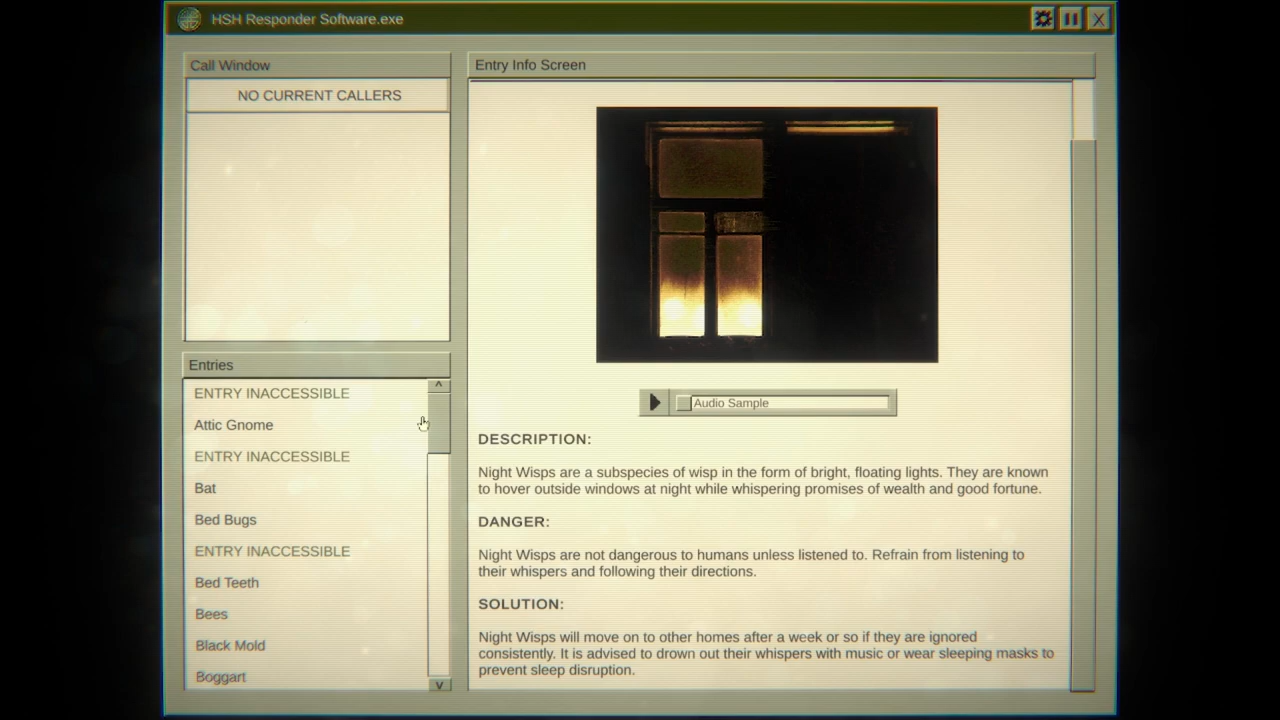 HSH Responder Software.exe
X
Call Window
NO CURRENT CALLERS
Entries
ENTRY INACCESSIBLE
Attic Gnome
ENTRY INACCESSIBLE
Bat
Bed Bugs
ENTRY INACCESSIBLE
Bed Teeth
Bees
Black Mold
Boggart
Entry Info Screen
Audio Sample
DESCRIPTION:
Night Wisps are a subspecies of wisp in the form of bright, floating lights. They are known
to hover outside windows at night while whispering promises of wealth and good fortune.
DANGER:
Night Wisps are not dangerous to humans unless listened to. Refrain from listening to
their whispers and following their directions.
SOLUTION:
Night Wisps will move on to other homes after a week or so if they are ignored
consistently. It is advised to drown out their whispers with music or wear sleeping masks to
prevent sleep disruption.